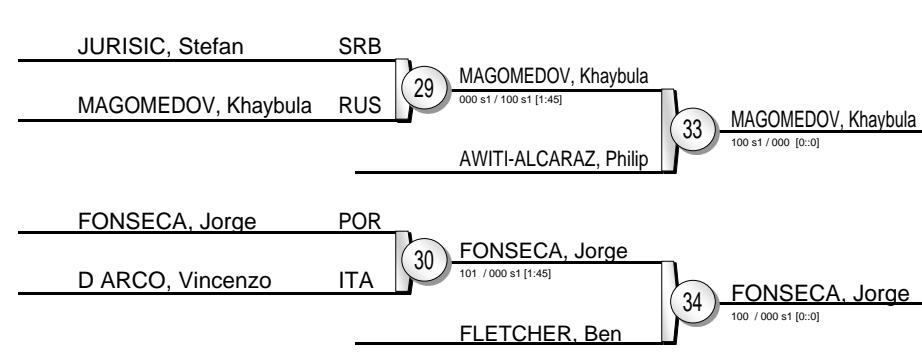 JURISIC, Stefan SRB
29
MAGOMEDOV, Khaybula
000 s1 / 100 s1 [1:45]
MAGOMEDOV, Khaybula RUS
33
MAGOMEDOV, Khaybula
100 s1 / 000 [0::0]
AWITI-ALCARAZ, Philip
FONSECA, Jorge POR
30
FONSECA, Jorge
101 / 000 s1 [1:45]
D ARCO, Vincenzo ITA
34
FONSECA, Jorge
100 / 000 s1 [0::0]
FLETCHER, Ben